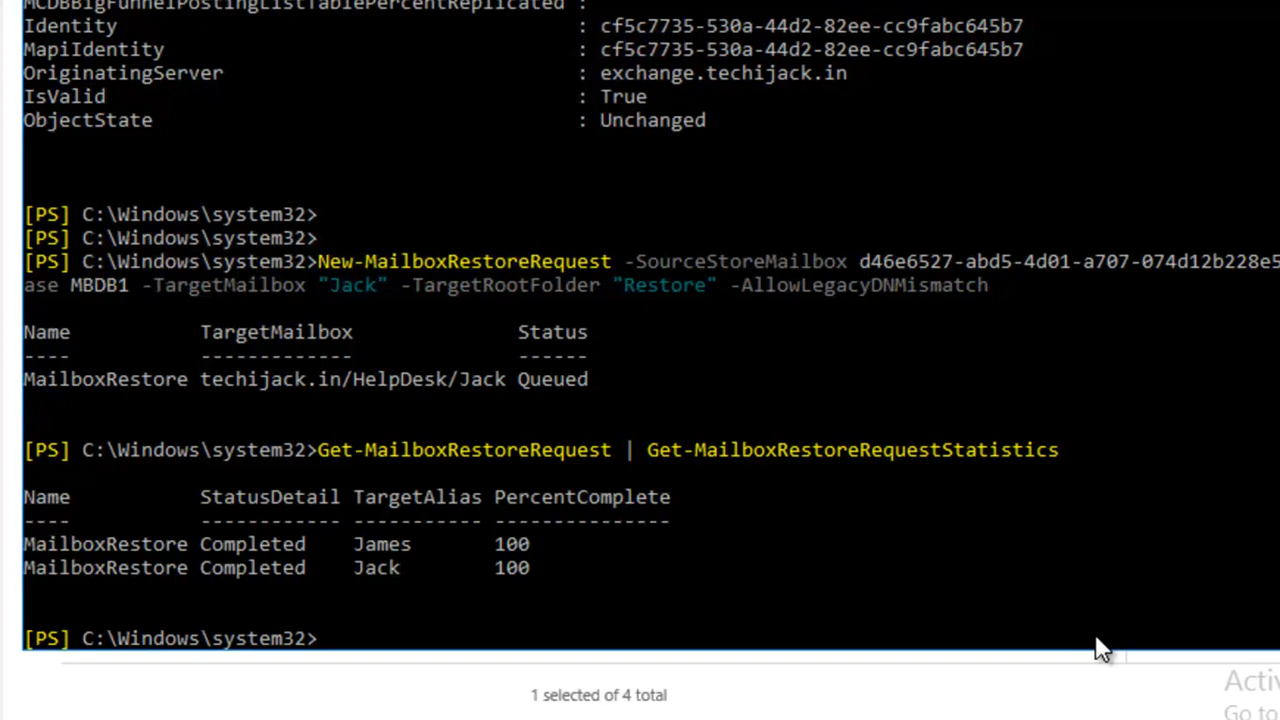 MCDBBigFunnelPostingListTablePercentReplicated :
Identity : cf5c7735-530a-44d2-82ee-cc9fabc645b7
MapiIdentity : cf5c7735-530a-44d2-82ee-cc9fabc645b7
OriginatingServer : exchange.techijack.in
IsValid : True
ObjectState : Unchanged
[PS] C:\Windows\system32>
[PS] C:\Windows\system32>
[PS] C:\Windows\system32>New-MailboxRestoreRequest -SourceStoreMailbox d46e6527-abd5-4d01-a707-074d12b228e5
ase MBDB1 -TargetMailbox "Jack" -TargetRootFolder "Restore" -AllowLegacyDNMismatch
Name TargetMailbox Status
---- ------------- ------
MailboxRestore techijack.in/HelpDesk/Jack Queued
[PS] C:\Windows\system32>Get-MailboxRestoreRequest | Get-MailboxRestoreRequestStatistics
Name StatusDetail TargetAlias PercentComplete
---- ------------ ----------- ---------------
MailboxRestore Completed James 100
MailboxRestore Completed Jack 100
[PS] C:\Windows\system32>
1 selected of 4 total
Activ
Go to